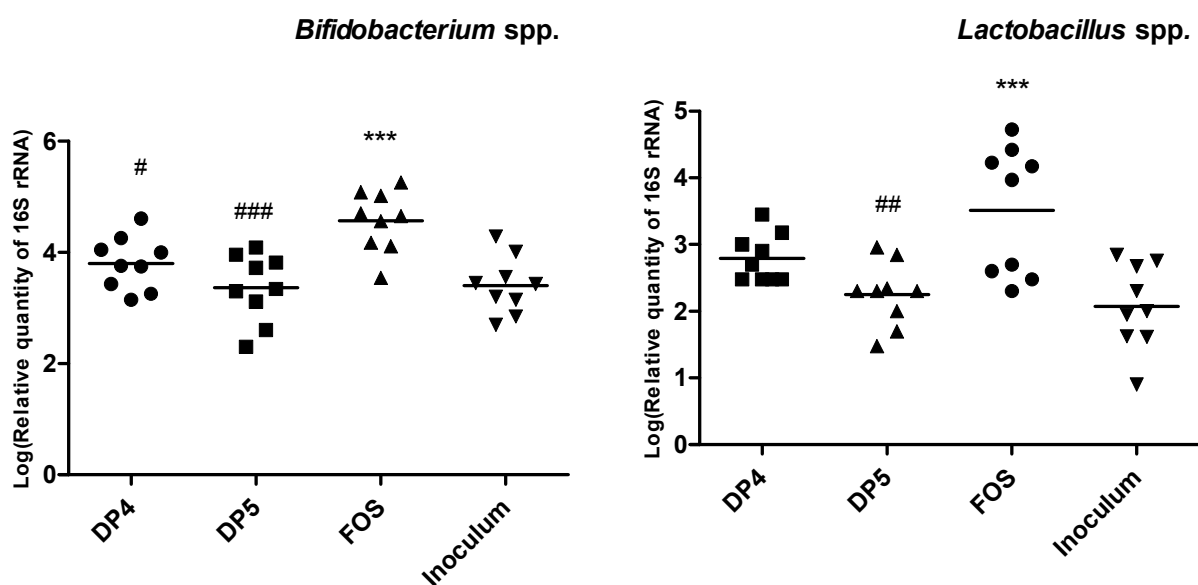 Bifidobacterium spp.
Log(Relative quantity of 16S rRNA)
6
4
2
0
#
###
***
DP4
DP5
FOS
Inoculum
Lactobacillus spp.
Log(Relative quantity of 16S rRNA)
5
4
3
2
1
0
##
***
DP4
DP5
FOS
Inoculum